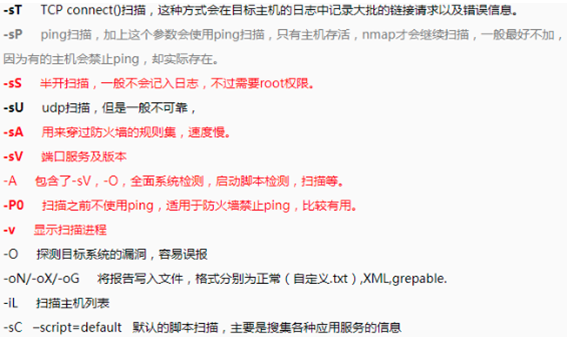 -sT TCP connect()扫描，这种方式会在目标主机的日志中记录大批的链接请求以及错误信息。
-sP ping扫描，加上这个参数会使用ping扫描，只有主机存活，nmap才会继续扫描，一般最好不加，
因为有的主机会禁止ping，却实际存在。
-sS 半开扫描，一般不会记入日志，不过需要root权限。
-sU udp扫描，但是一般不可靠，
-sA 用来穿过防火墙的规则集，速度慢。
-sV 端口服务及版本
-A 包含了-sV，-O，全面系统检测，启动脚本检测，扫描等。
-P0 扫描之前不使用ping，适用于防火墙禁止ping，比较有用。
-v 显示扫描进程
-O 探测目标系统的漏洞，容易误报
-oN/-oX/-oG 将报告写入文件，格式分别为正常（自定义.txt）,XML,grepable.
-iL 扫描主机列表
-sC –script=default 默认的脚本扫描，主要是搜集各种应用服务的信息